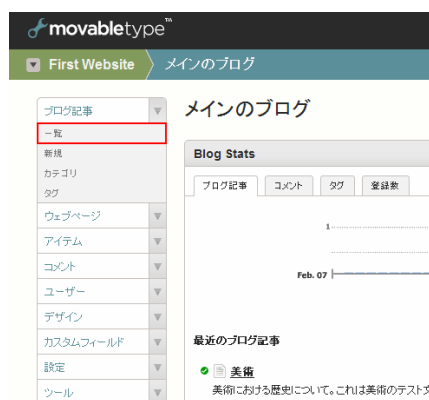 movabletype™
First Website メインのブログ
ブログ記事
一覧
新規
カテゴリ
タグ
ウェブページ
アイテム
コメント
ユーザー
デザイン
カスタムフィールド
設定
ツール
メインのブログ
Blog Stats
ブログ記事 コメント タグ 登録数
1
Feb. 07
最近のブログ記事
美術
美術における歴史について。これは美術のテスト文